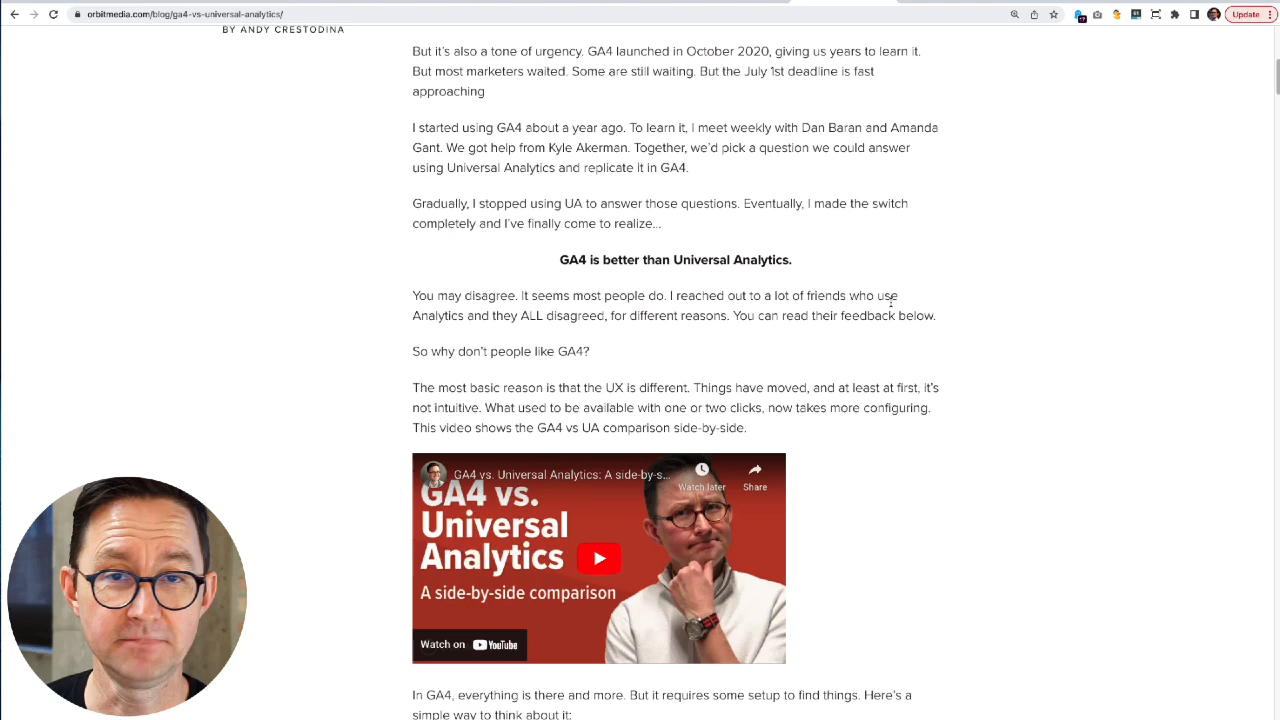 orbitmedia.com/blog/ga4-vs-universal-analytics/
Update
17
BY ANDY CRESTODINA
But it's also a tone of urgency. GA4 launched in October 2020, giving us years to learn it.
But most marketers waited. Some are still waiting. But the July 1st deadline is fast
approaching
I started using GA4 about a year ago. To learn it, I meet weekly with Dan Baran and Amanda
Gant. We got help from Kyle Akerman. Together, we'd pick a question we could answer
using Universal Analytics and replicate it in GA4.
Gradually, I stopped using UA to answer those questions. Eventually, I made the switch
completely and I've finally come to realize…
GA4 is better than Universal Analytics.
You may disagree. It seems most people do. I reached out to a lot of friends who use
Analytics and they ALL disagreed, for different reasons. You can read their feedback below.
So why don't people like GA4?
The most basic reason is that the UX is different. Things have moved, and at least at first, it's
not intuitive. What used to be available with one or two clicks, now takes more configuring.
This video shows the GA4 vs UA comparison side-by-side.
GA4 vs. Universal Analytics: A side-by-s...
Watch later
Share
GA4 vs.
Universal
Analytics
A side-by-side comparison
Watch on YouTube
In GA4, everything is there and more. But it requires some setup to find things. Here's a
simple way to think about it: